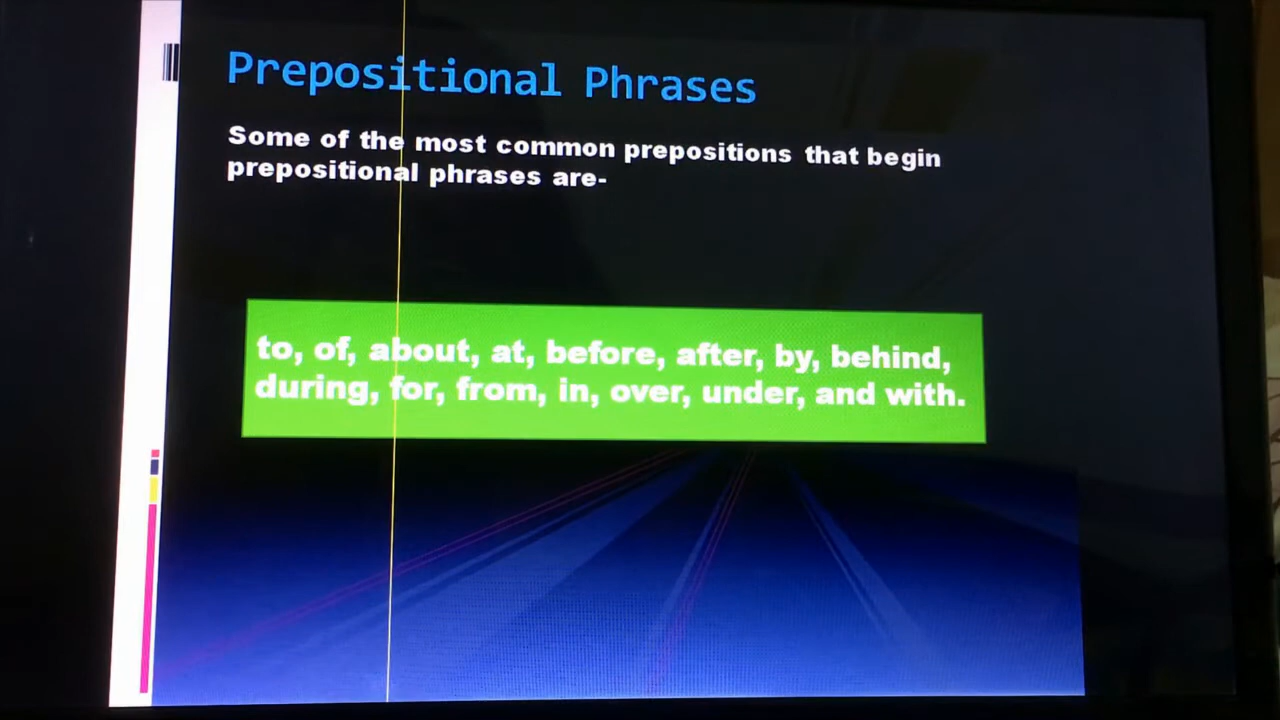 Prepositional Phrases
Some of the most common prepositions that begin
prepositional phrases are-
to, of, about, at, before, after, by, behind,
during, for, from, in, over, under, and with.